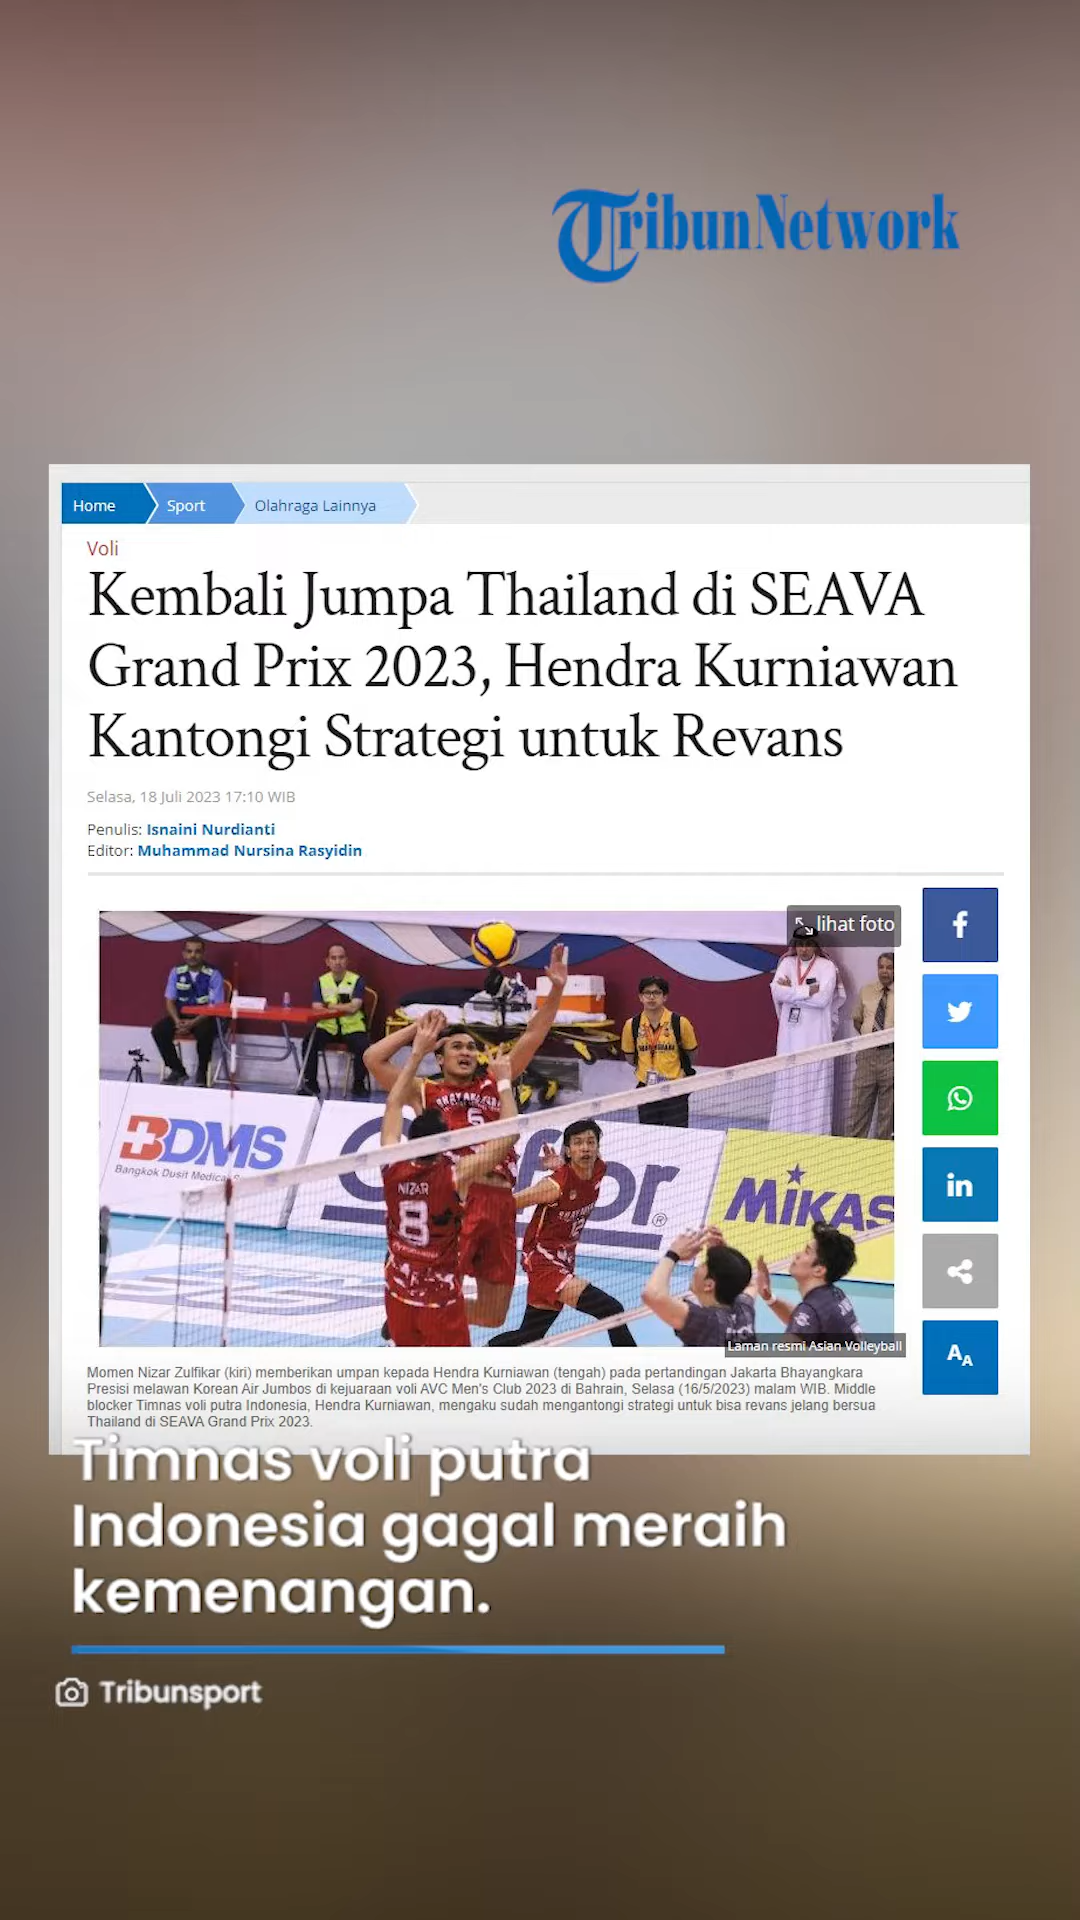 TribunNetwork
Home Sport Olahraga Lainnya
Voli
Kembali Jumpa Thailand di SEAVA
Grand Prix 2023, Hendra Kurniawan
Kantongi Strategi untuk Revans
Selasa, 18 Juli 2023 17:10 WIB
Penulis: Isnaini Nurdianti
Editor: Muhammad Nursina Rasyidin
lihat foto
BDMS
Bangkok Dusit Medical
NIZAR
8
MIKAS
Laman resmi Asian Volleyball
Momen Nizar Zulfikar (kiri) memberikan umpan kepada Hendra Kurniawan (tengah) pada pertandingan Jakarta Bhayangkara
Presisi melawan Korean Air Jumbos di kejuaraan voli AVC Men's Club 2023 di Bahrain, Selasa (16/5/2023) malam WIB. Middle
blocker Timnas voli putra Indonesia, Hendra Kurniawan, mengaku sudah mengantongi strategi untuk bisa revans jelang bersua
Thailand di SEAVA Grand Prix 2023.
Timnas voli putra
Indonesia gagal meraih
kemenangan.
Tribunsport